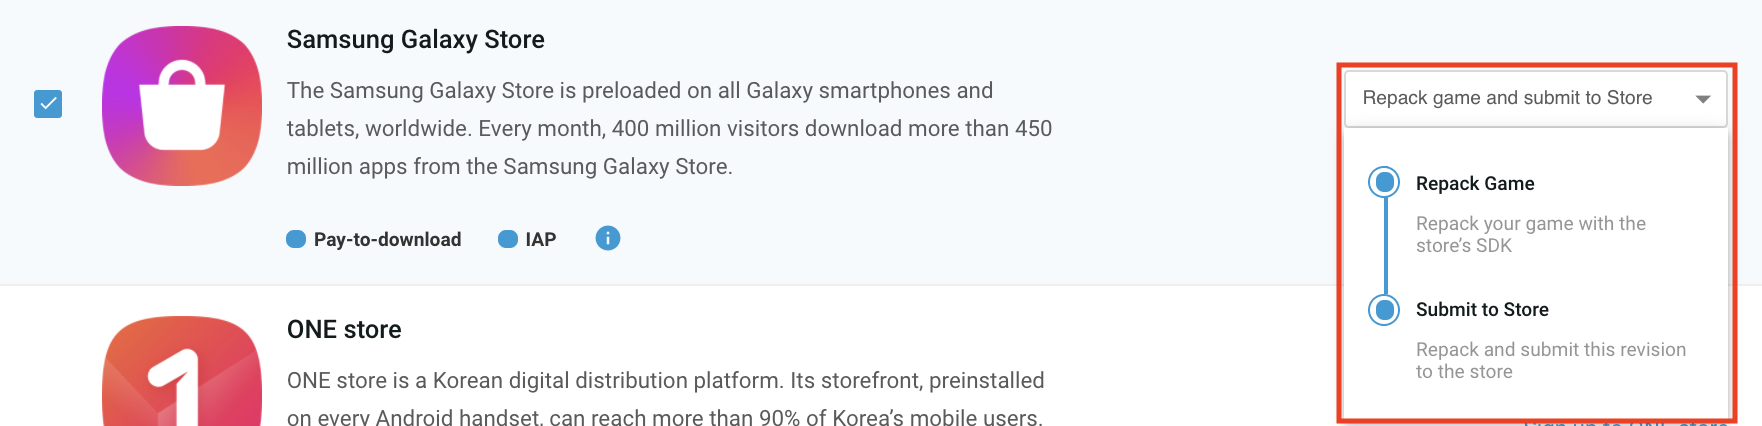 Samsung Galaxy Store
The Samsung Galaxy Store is preloaded on all Galaxy smartphones and
tablets, worldwide. Every month, 400 million visitors download more than 450
million apps from the Samsung Galaxy Store.
Pay-to-download
IAP
Repack game and submit to Store
Repack Game
Repack your game with the
store’s SDK
Submit to Store
Repack and submit this revision
to the store
ONE store
ONE store is a Korean digital distribution platform. Its storefront, preinstalled
on every Android handset, can reach more than 90% of Korea’s mobile users.